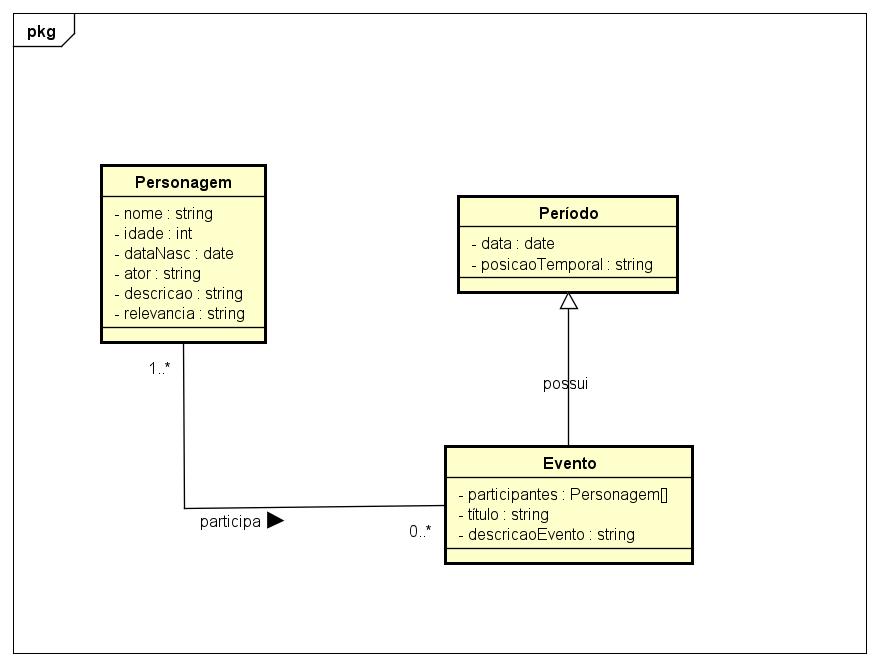 pkg
Personagem
- nome : string
- idade : int
- dataNasc : date
- ator : string
- descricao : string
- relevancia : string
Período
- data : date
- posicaoTemporal : string
1..*
possui
Evento
- participantes : Personagem[]
- título : string
- descricaoEvento : string
participa
0..*